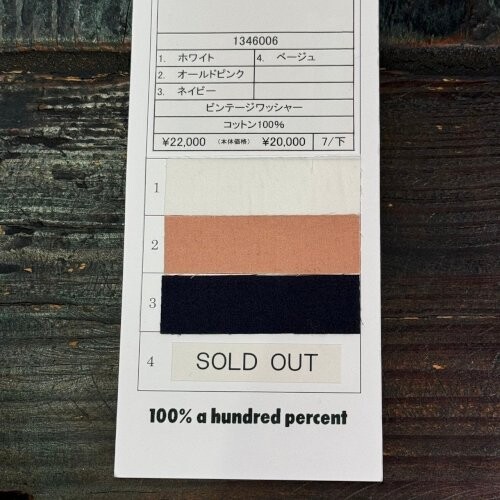 1346006
1. ホワイト 4. ベージュ
2. オールドピンク
3. ネイビー
ビンテージワッシャー
コットン100%
¥22,000 (本体価格) ¥20,000 7/下
1
2
3
4 SOLD OUT
100% a hundred percent